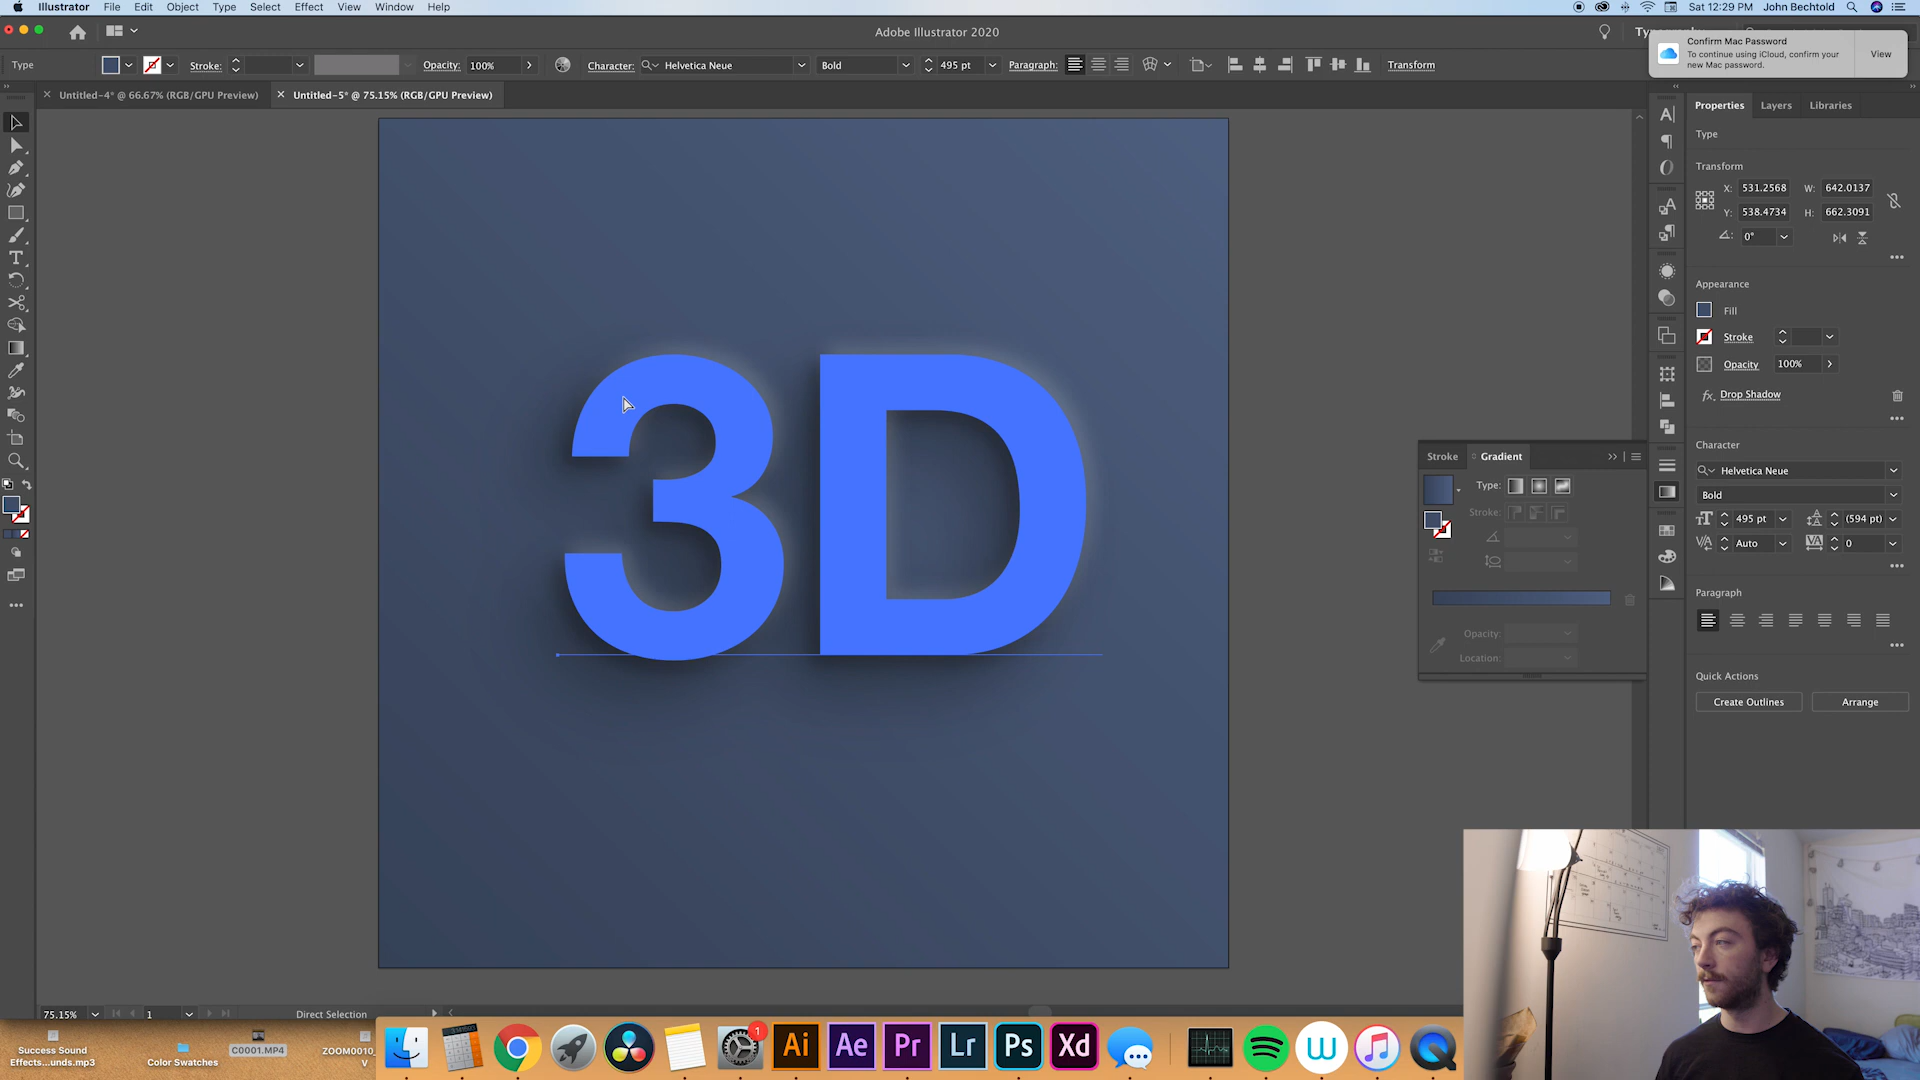 Illustrator File Edit Object Type Select Effect View Window Help
Sat 12:29 PM John Bechtold
Adobe Illustrator 2020
Confirm Mac Password
To continue using iCloud, confirm your
new Mac password.
View
Type Stroke: Opacity: 100% Character: Helvetica Neue Bold 495 pt Paragraph: Transform
Untitled-4* @ 66.67% (RGB/GPU Preview) Untitled-5* @ 75.15% (RGB/GPU Preview)
Properties Layers Libraries
Type
Transform
X: 531.2568 W: 642.0137
Y: 538.4734 H: 662.3091
0°
Appearance
Fill
Stroke
Opacity 100%
fx Drop Shadow
Character
Helvetica Neue
Bold
495 pt (594 pt)
Auto 0
Paragraph
Quick Actions
Create Outlines Arrange
3D
Stroke Gradient
Type:
Stroke:
Opacity:
Location:
75.15% 1 Direct Selection
Success Sound
Effects...unds.mp3
Color Swatches
C0001.MP4
ZOOM0010_
V
1
Ai Ae Pr Lr Ps Xd